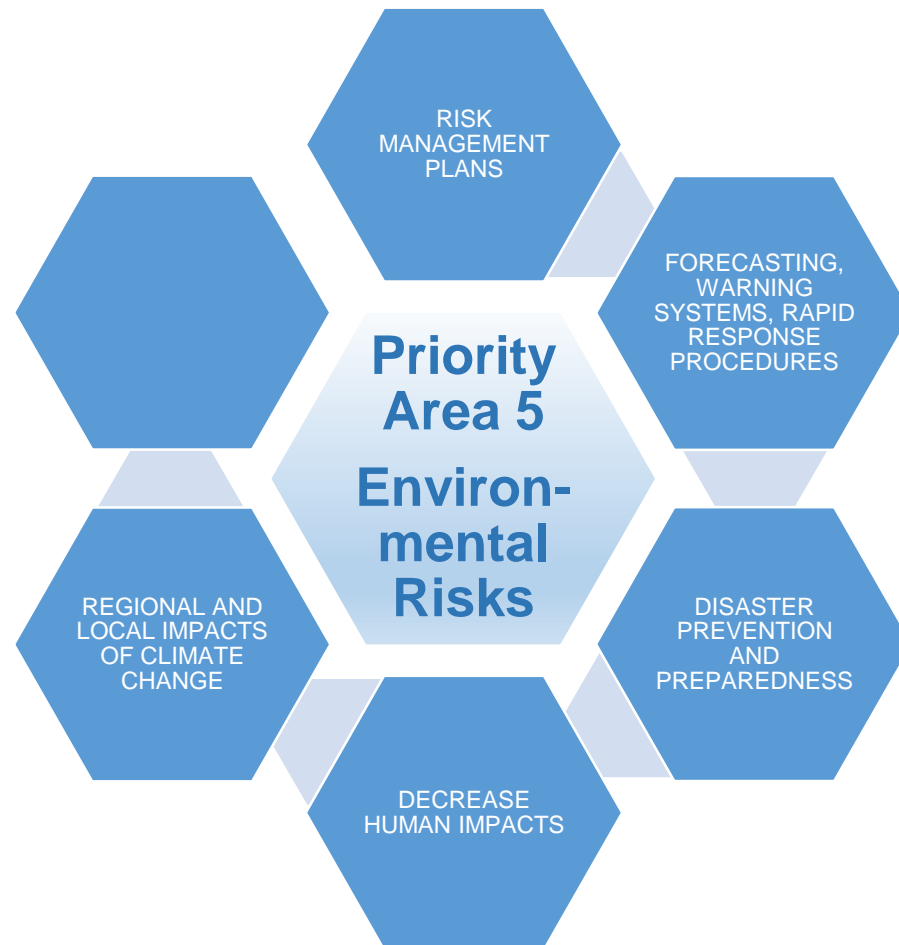 RISK
MANAGEMENT
PLANS
FORECASTING,
WARNING
SYSTEMS, RAPID
RESPONSE
PROCEDURES
Priority
Area 5
Environ-
mental
Risks
REGIONAL AND
LOCAL IMPACTS
OF CLIMATE
CHANGE
DISASTER
PREVENTION
AND
PREPAREDNESS
DECREASE
HUMAN IMPACTS